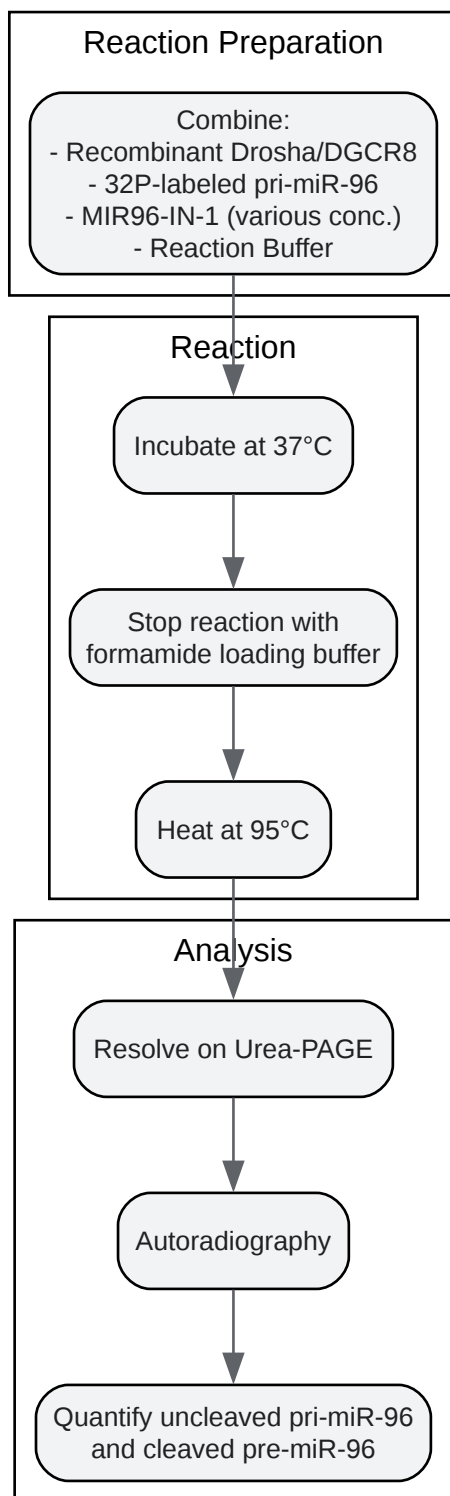 Reaction Preparation
Combine:
- Recombinant Drosha/DGCR8
- 32P-labeled pri-miR-96
- MIR96-IN-1 (various conc.)
- Reaction Buffer
Reaction
Incubate at 37°C
Stop reaction with
formamide loading buffer
Heat at 95°C
Analysis
Resolve on Urea-PAGE
Autoradiography
Quantify uncleaved pri-miR-96
and cleaved pre-miR-96